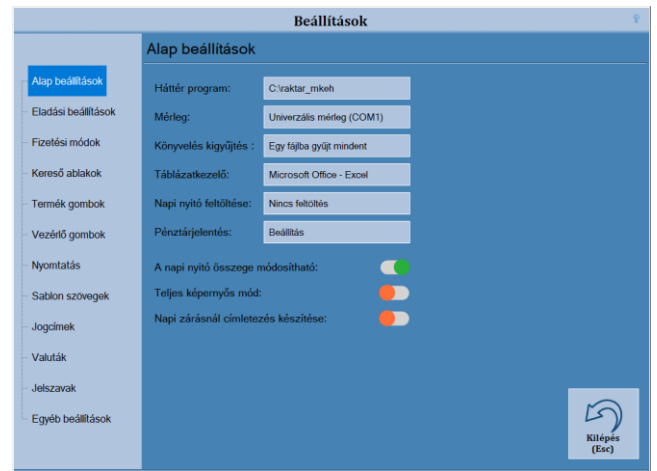 Beállítások
?
Alap beállítások
Alap beállítások
Eladási beállítások
Fizetési módok
Kereső ablakok
Termék gombok
Vezérlő gombok
Nyomtatás
Sablon szövegek
Jogcímek
Valuták
Jelszavak
Egyéb beállítások
Háttér program: C:\raktar_mkeh
Mérleg: Univerzális mérleg (COM1)
Könyvelés kigyűjtés : Egy fájlba gyűjt mindent
Táblázatkezelő: Microsoft Office - Excel
Napi nyitó feltöltése: Nincs feltöltés
Pénztárjelentés: Beállítás
A napi nyitó összege módosítható:
Teljes képernyős mód:
Napi zárásnál címletezés készítése:
Kilépés
(Esc)